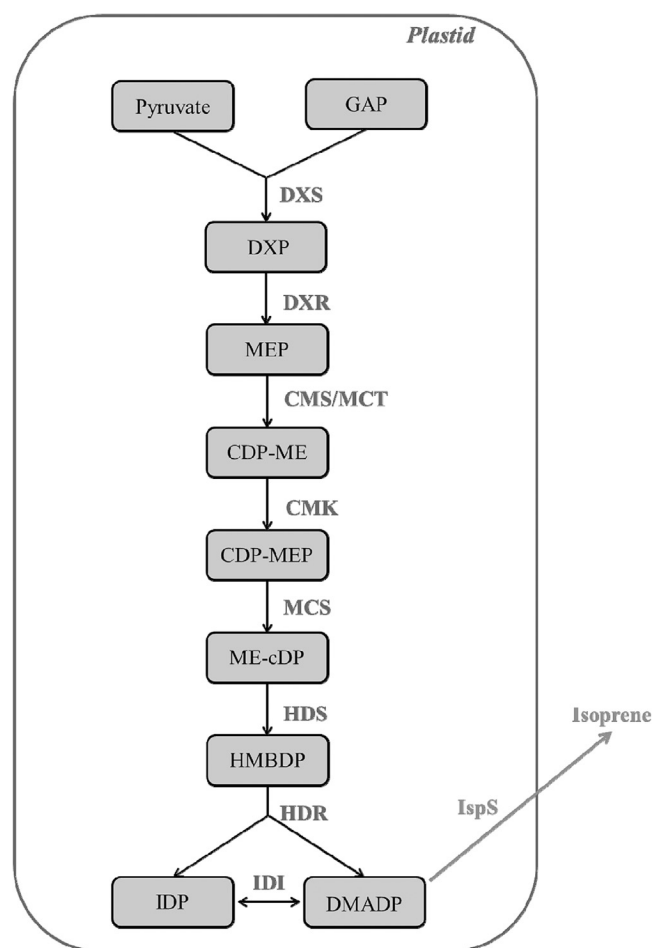 Plastid
Pyruvate
GAP
DXS
DXP
DXR
MEP
CMS/MCT
CDP-ME
CMK
CDP-MEP
MCS
ME-cDP
HDS
Isoprene
HMBDP
HDR
IspS
IDI
IDP
DMADP